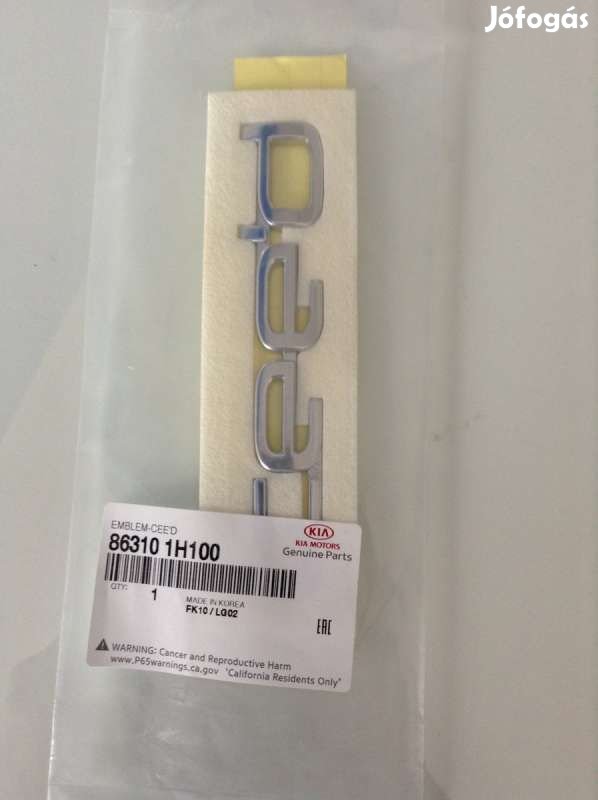 Jófogás
cee'd
EMBLEM-CEE'D
86310 1H100
KIA
KIA MOTORS
Genuine Parts
QTY: 1
MADE IN KOREA
FK10 / LG02
EAC
WARNING: Cancer and Reproductive Harm
www.P65warnings.ca.gov "California Residents Only"